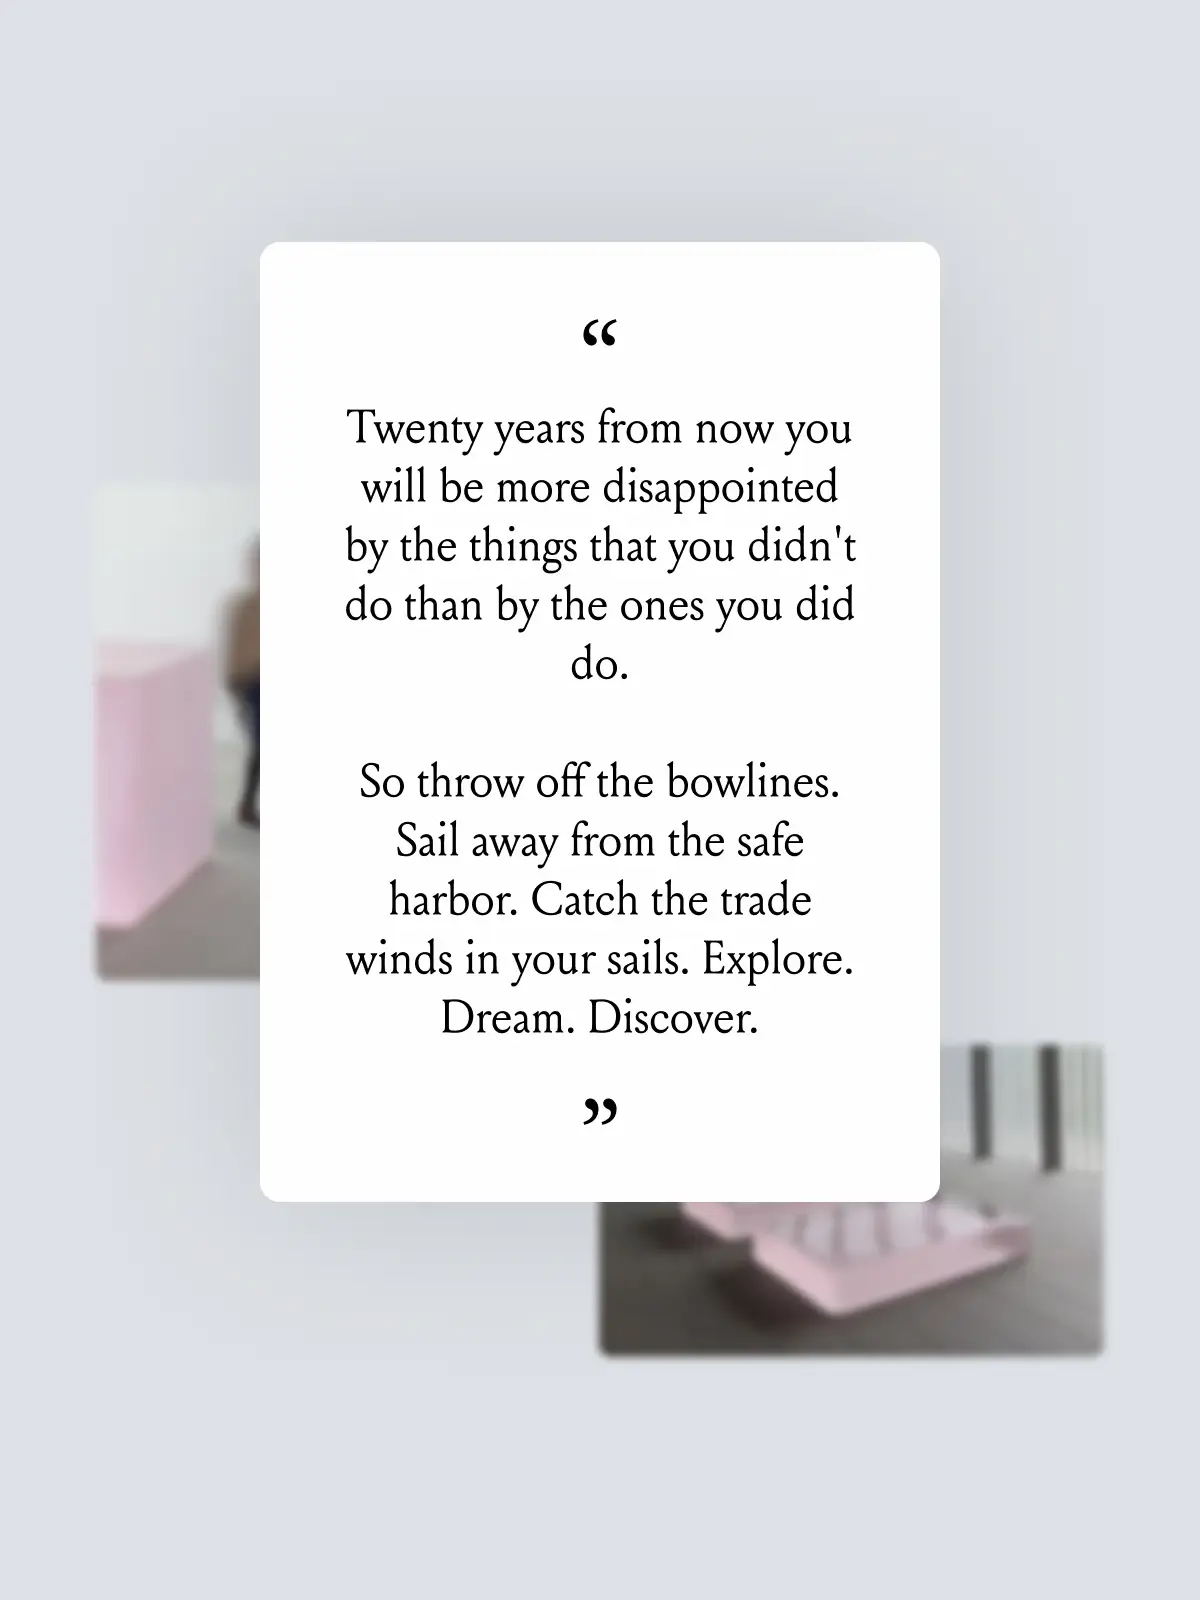 “
Twenty years from now you
will be more disappointed
by the things that you didn't
do than by the ones you did
do.
So throw off the bowlines.
Sail away from the safe
harbor. Catch the trade
winds in your sails. Explore.
Dream. Discover.
”